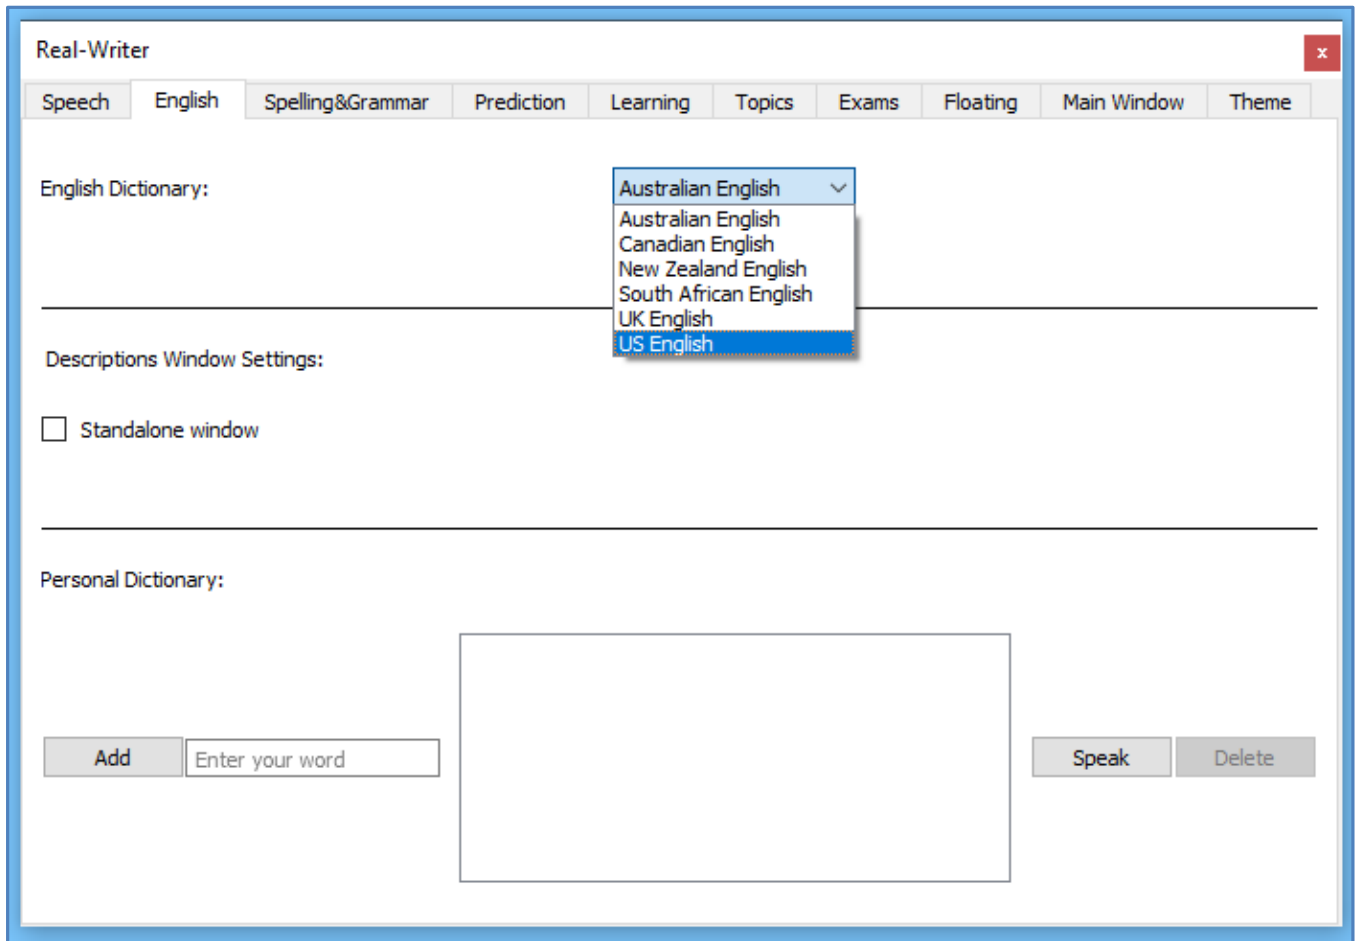 Real-Writer
x
Speech English Spelling&Grammar Prediction Learning Topics Exams Floating Main Window Theme
English Dictionary: Australian English
Australian English
Canadian English
New Zealand English
South African English
UK English
US English
Descriptions Window Settings:
Standalone window
Personal Dictionary:
Add Enter your word Speak Delete